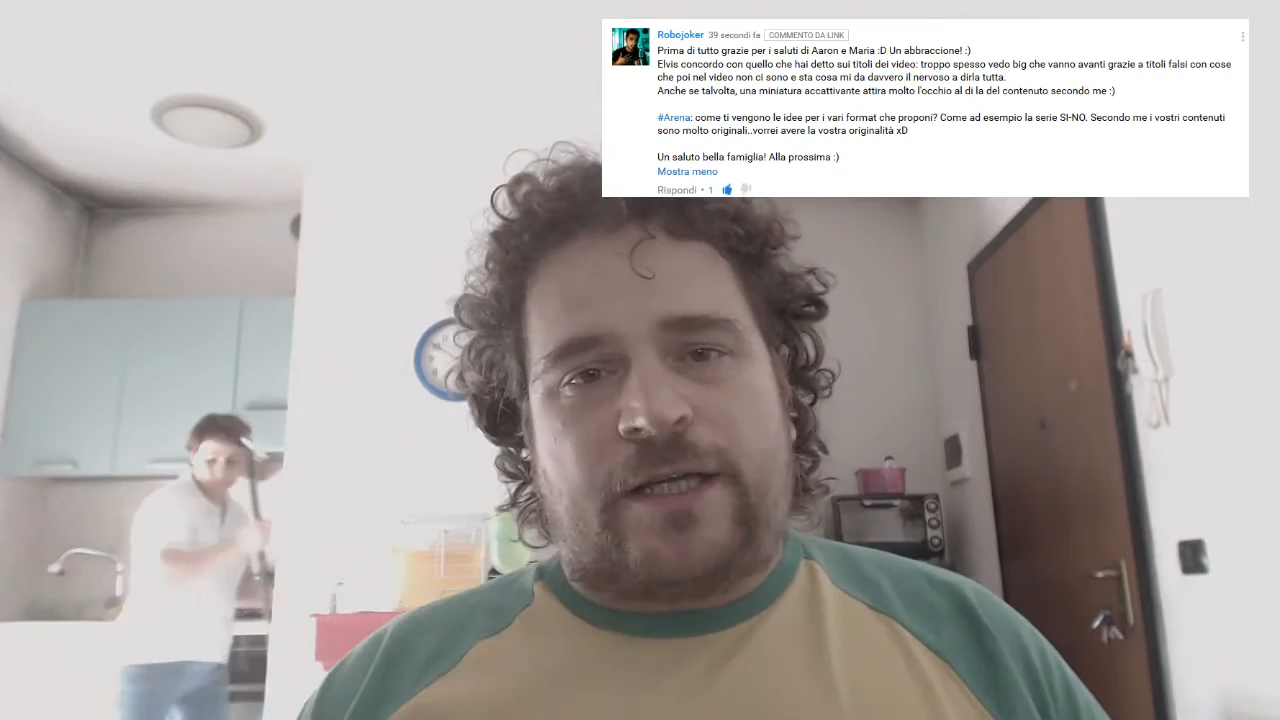 Robojoker 39 secondi fa COMMENTO DA LINK
Prima di tutto grazie per i saluti di Aaron e Maria :D Un abbraccione! :)
Elvis concordo con quello che hai detto sui titoli dei video: troppo spesso vedo big che vanno avanti grazie a titoli falsi con cose
che poi nel video non ci sono e sta cosa mi da davvero il nervoso a dirla tutta.
Anche se talvolta, una miniatura accattivante attira molto l'occhio al di la del contenuto secondo me :)
#Arena: come ti vengono le idee per i vari format che proponi? Come ad esempio la serie SI-NO. Secondo me i vostri contenuti
sono molto originali..vorrei avere la vostra originalità xD
Un saluto bella famiglia! Alla prossima :)
Mostra meno
Rispondi • 1